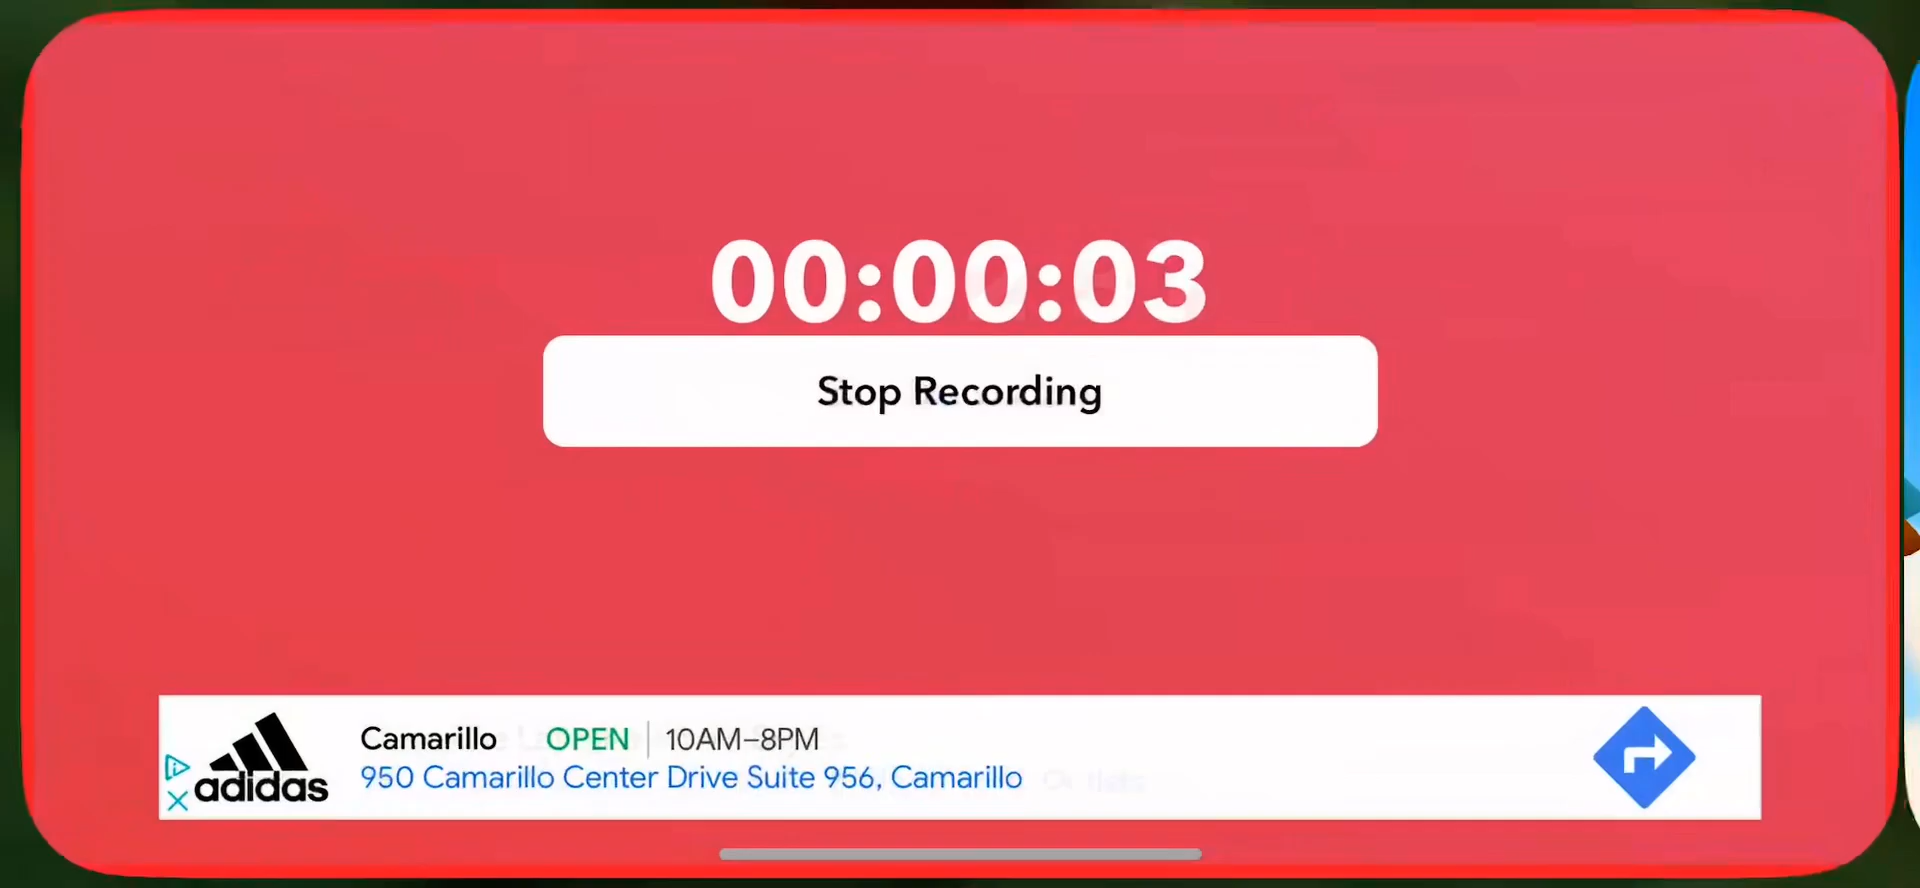 00:00:03
Stop Recording
adidas
Camarillo OPEN 10AM–8PM
950 Camarillo Center Drive Suite 956, Camarillo